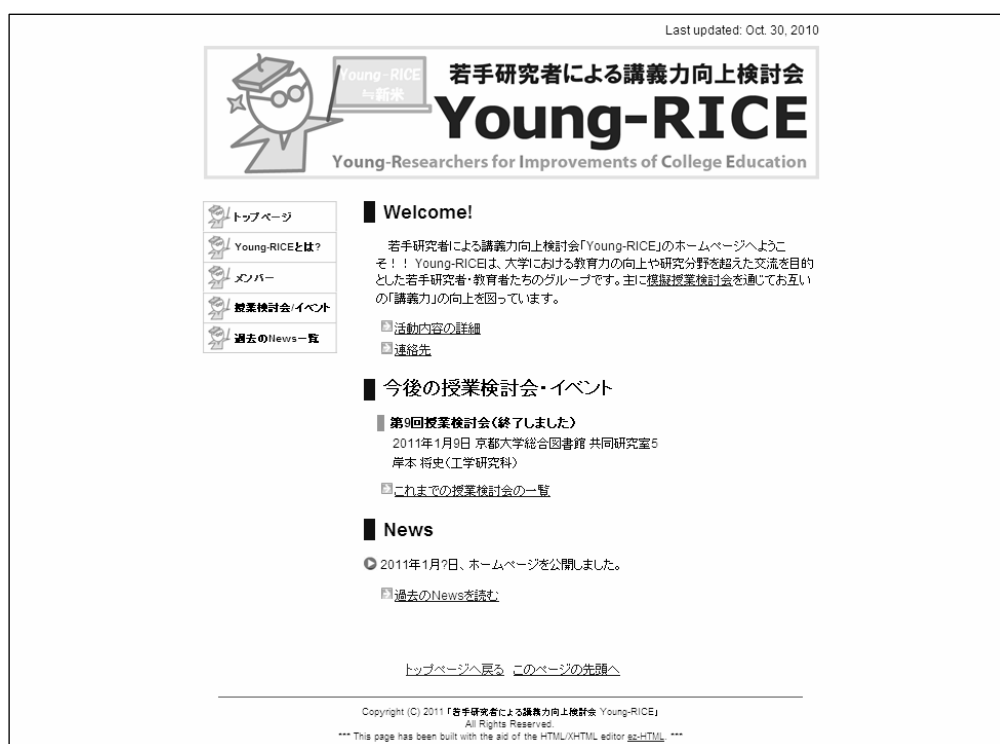 Last updated: Oct. 30, 2010
Young-RICE
≒新米
若手研究者による講義力向上検討会
Young-RICE
Young-Researchers for Improvements of College Education
トップページ
Young-RICEとは?
メンバー
授業検討会/イベント
過去のNews一覧
Welcome!
若手研究者による講義力向上検討会「Young-RICE」のホームページへようこ
そ!! Young-RICEは、大学における教育力の向上や研究分野を超えた交流を目的
とした若手研究者・教育者たちのグループです。主に模擬授業検討会を通じてお互い
の「講義力」の向上を図っています。
活動内容の詳細
連絡先
今後の授業検討会・イベント
第9回授業検討会(終了しました)
2011年1月9日 京都大学総合図書館 共同研究室5
岸本 将史(工学研究科)
これまでの授業検討会の一覧
News
2011年1月?日、ホームページを公開しました。
過去のNewsを読む
トップページへ戻る このページの先頭へ
Copyright (C) 2011 「若手研究者による講義力向上検討会 Young-RICE」
All Rights Reserved.
*** This page has been built with the aid of the HTML/XHTML editor ez-HTML. ***